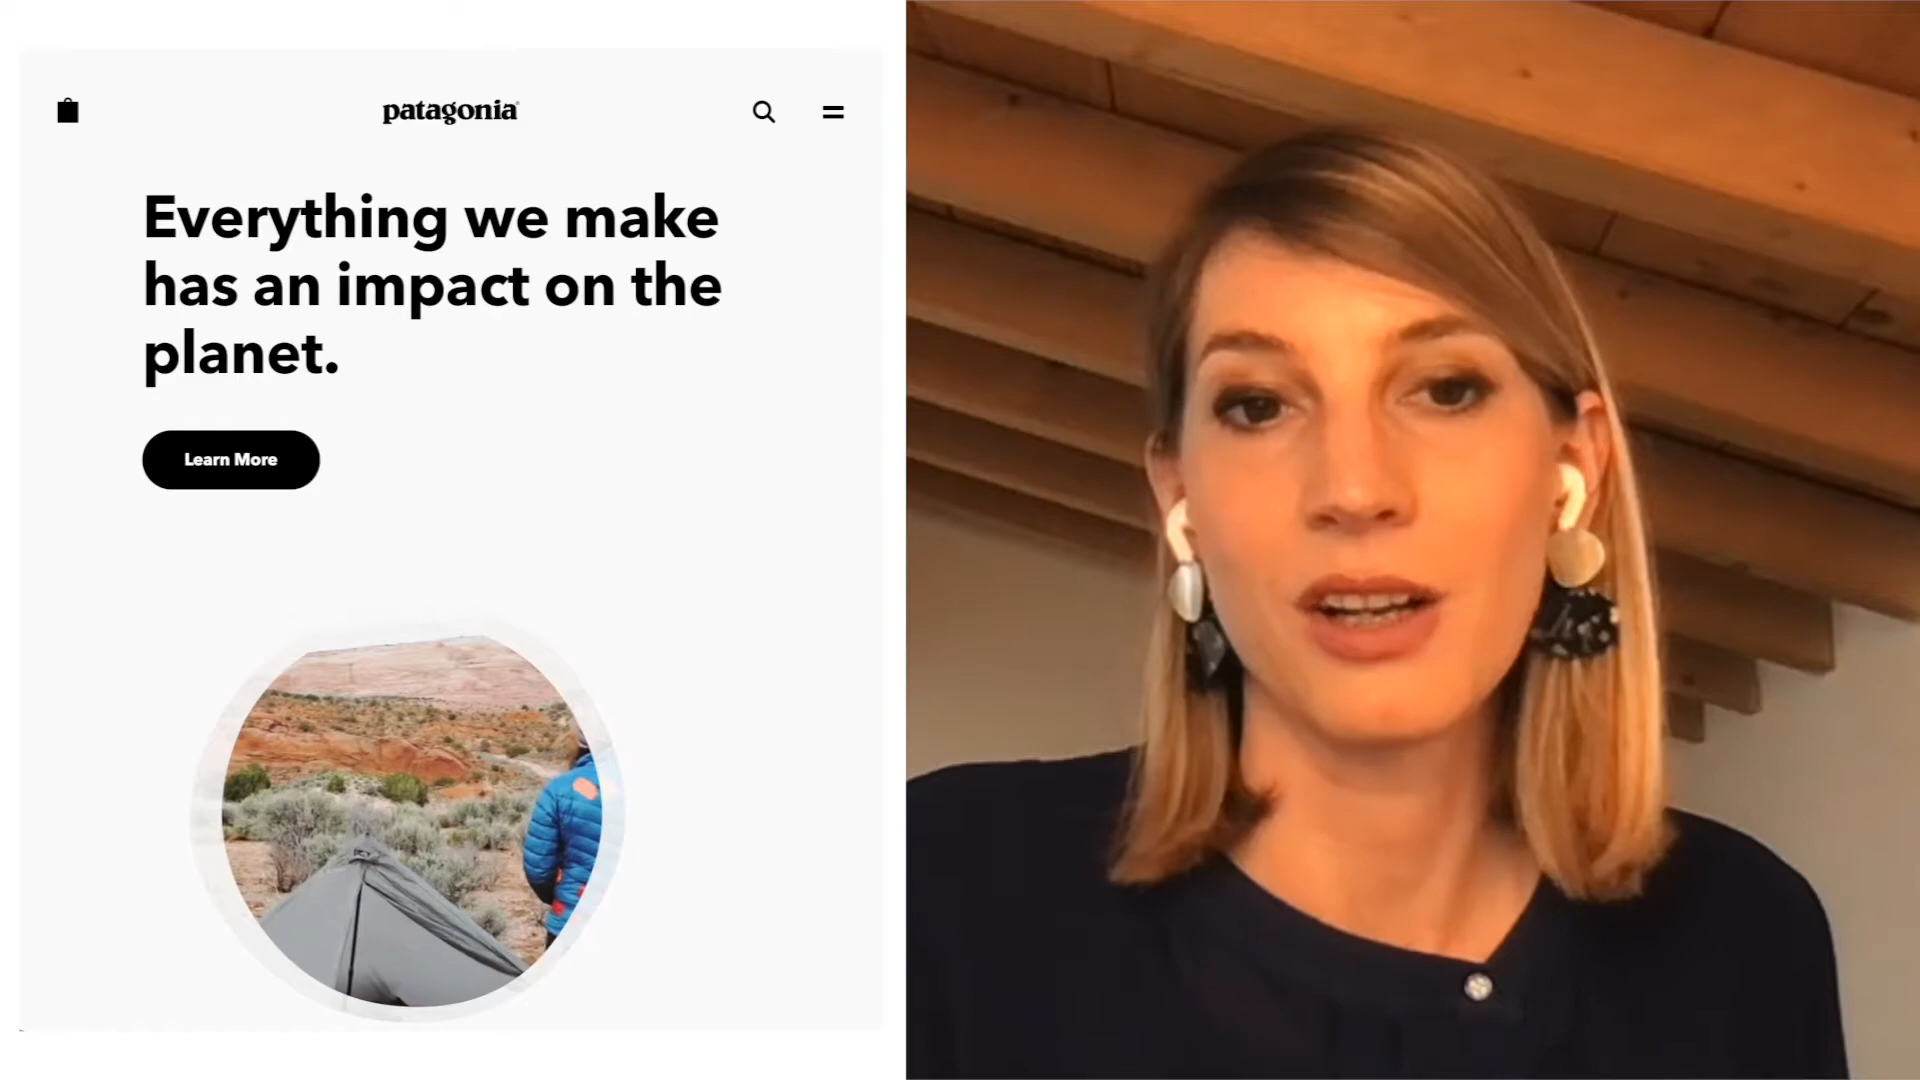 patagonia
Everything we make
has an impact on the
planet.
Learn More